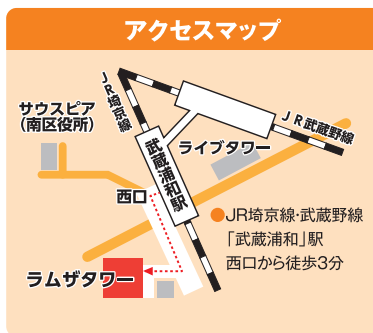 アクセスマップ
JR埼京線
サウスピア
（南区役所）
武蔵浦和駅
JR武蔵野線
ライブタワー
西口
●JR埼京線・武蔵野線
「武蔵浦和」駅
西口から徒歩3分
ラムザタワー